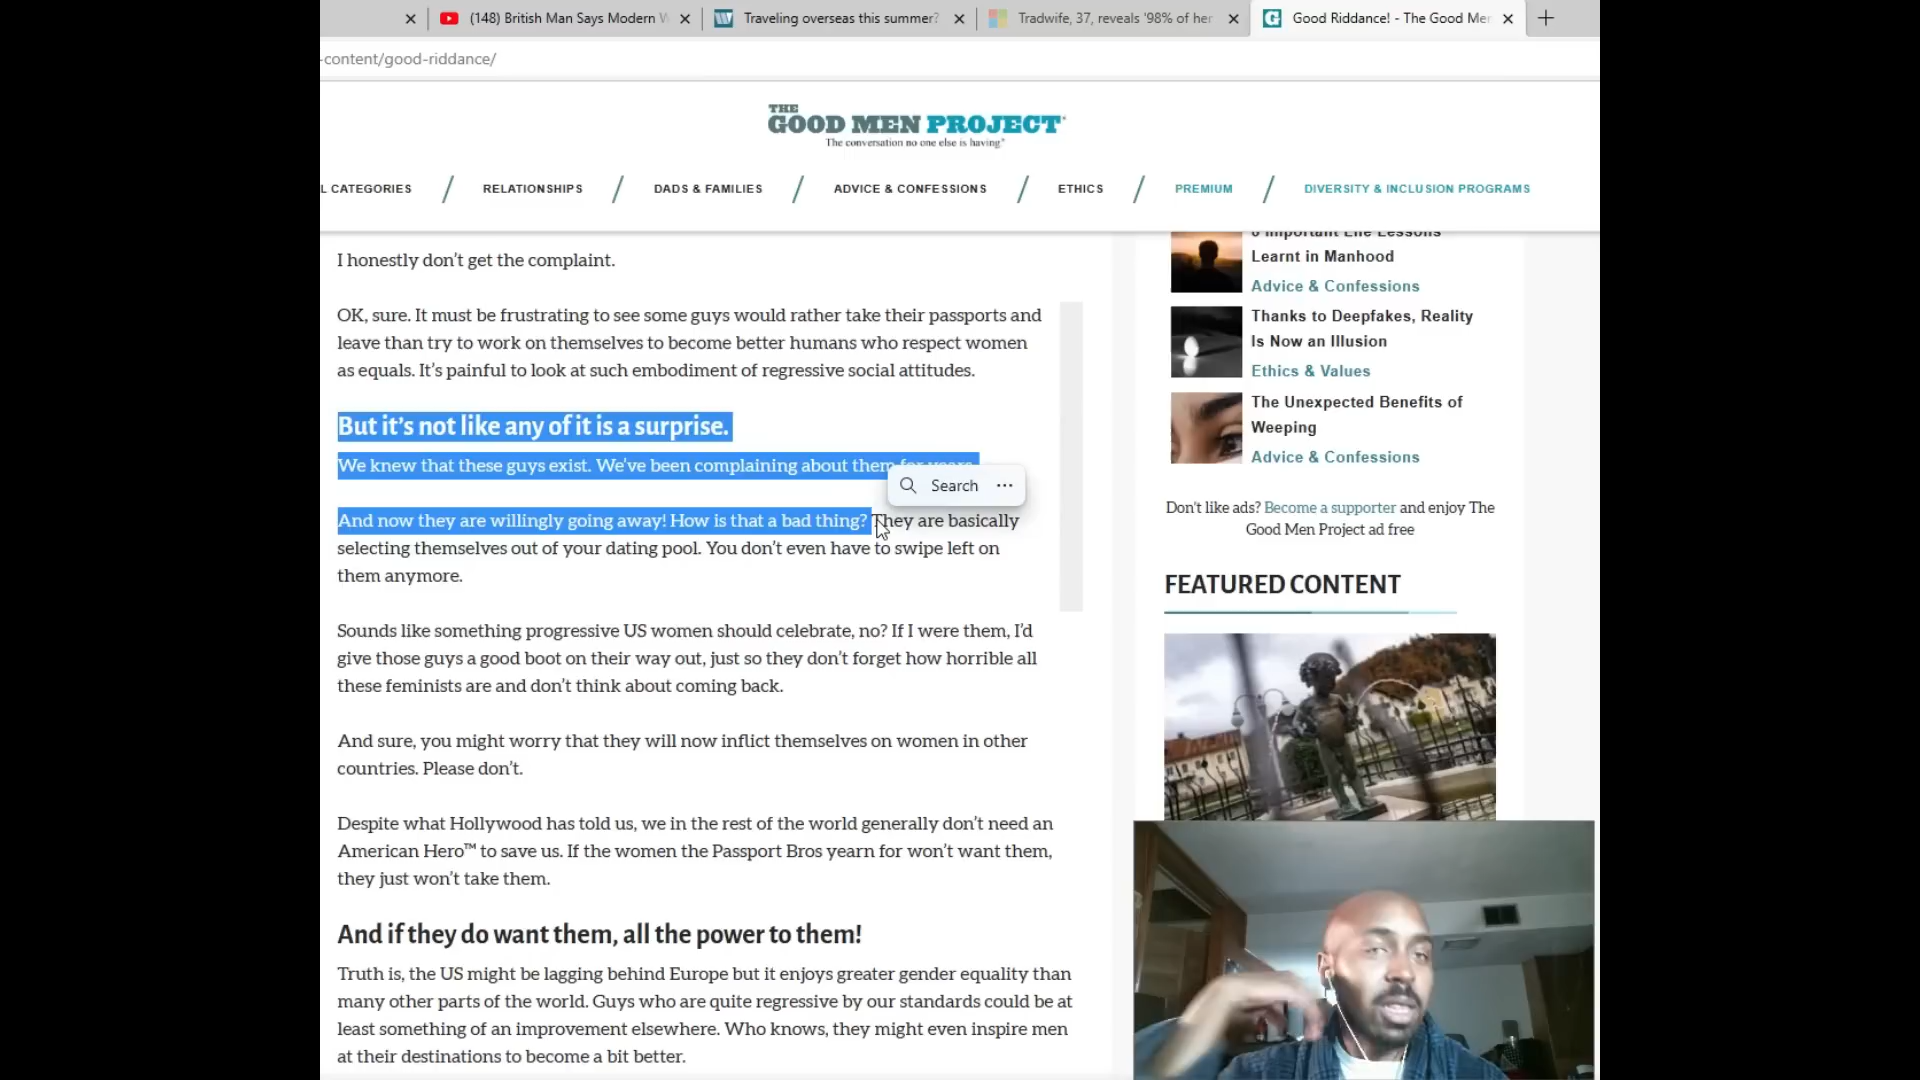 (148) British Man Says Modern W
Traveling overseas this summer?
Tradwife, 37, reveals '98% of her
Good Riddance! - The Good Men
-content/good-riddance/
THE
GOOD MEN PROJECT
"The conversation no one else is having"
L CATEGORIES / RELATIONSHIPS / DADS & FAMILIES / ADVICE & CONFESSIONS / ETHICS / PREMIUM / DIVERSITY & INCLUSION PROGRAMS
I honestly don't get the complaint.
OK, sure. It must be frustrating to see some guys would rather take their passports and
leave than try to work on themselves to become better humans who respect women
as equals. It's painful to look at such embodiment of regressive social attitudes.
But it's not like any of it is a surprise.
We knew that these guys exist. We've been complaining about them for years.
Search
And now they are willingly going away! How is that a bad thing? They are basically
selecting themselves out of your dating pool. You don't even have to swipe left on
them anymore.
Sounds like something progressive US women should celebrate, no? If I were them, I'd
give those guys a good boot on their way out, just so they don't forget how horrible all
these feminists are and don't think about coming back.
And sure, you might worry that they will now inflict themselves on women in other
countries. Please don't.
Despite what Hollywood has told us, we in the rest of the world generally don't need an
American Hero™ to save us. If the women the Passport Bros yearn for won't want them,
they just won't take them.
And if they do want them, all the power to them!
Truth is, the US might be lagging behind Europe but it enjoys greater gender equality than
many other parts of the world. Guys who are quite regressive by our standards could be at
least something of an improvement elsewhere. Who knows, they might even inspire men
at their destinations to become a bit better.
Important Life Lessons
Learnt in Manhood
Advice & Confessions
Thanks to Deepfakes, Reality
Is Now an Illusion
Ethics & Values
The Unexpected Benefits of
Weeping
Advice & Confessions
Don't like ads? Become a supporter and enjoy The
Good Men Project ad free
FEATURED CONTENT